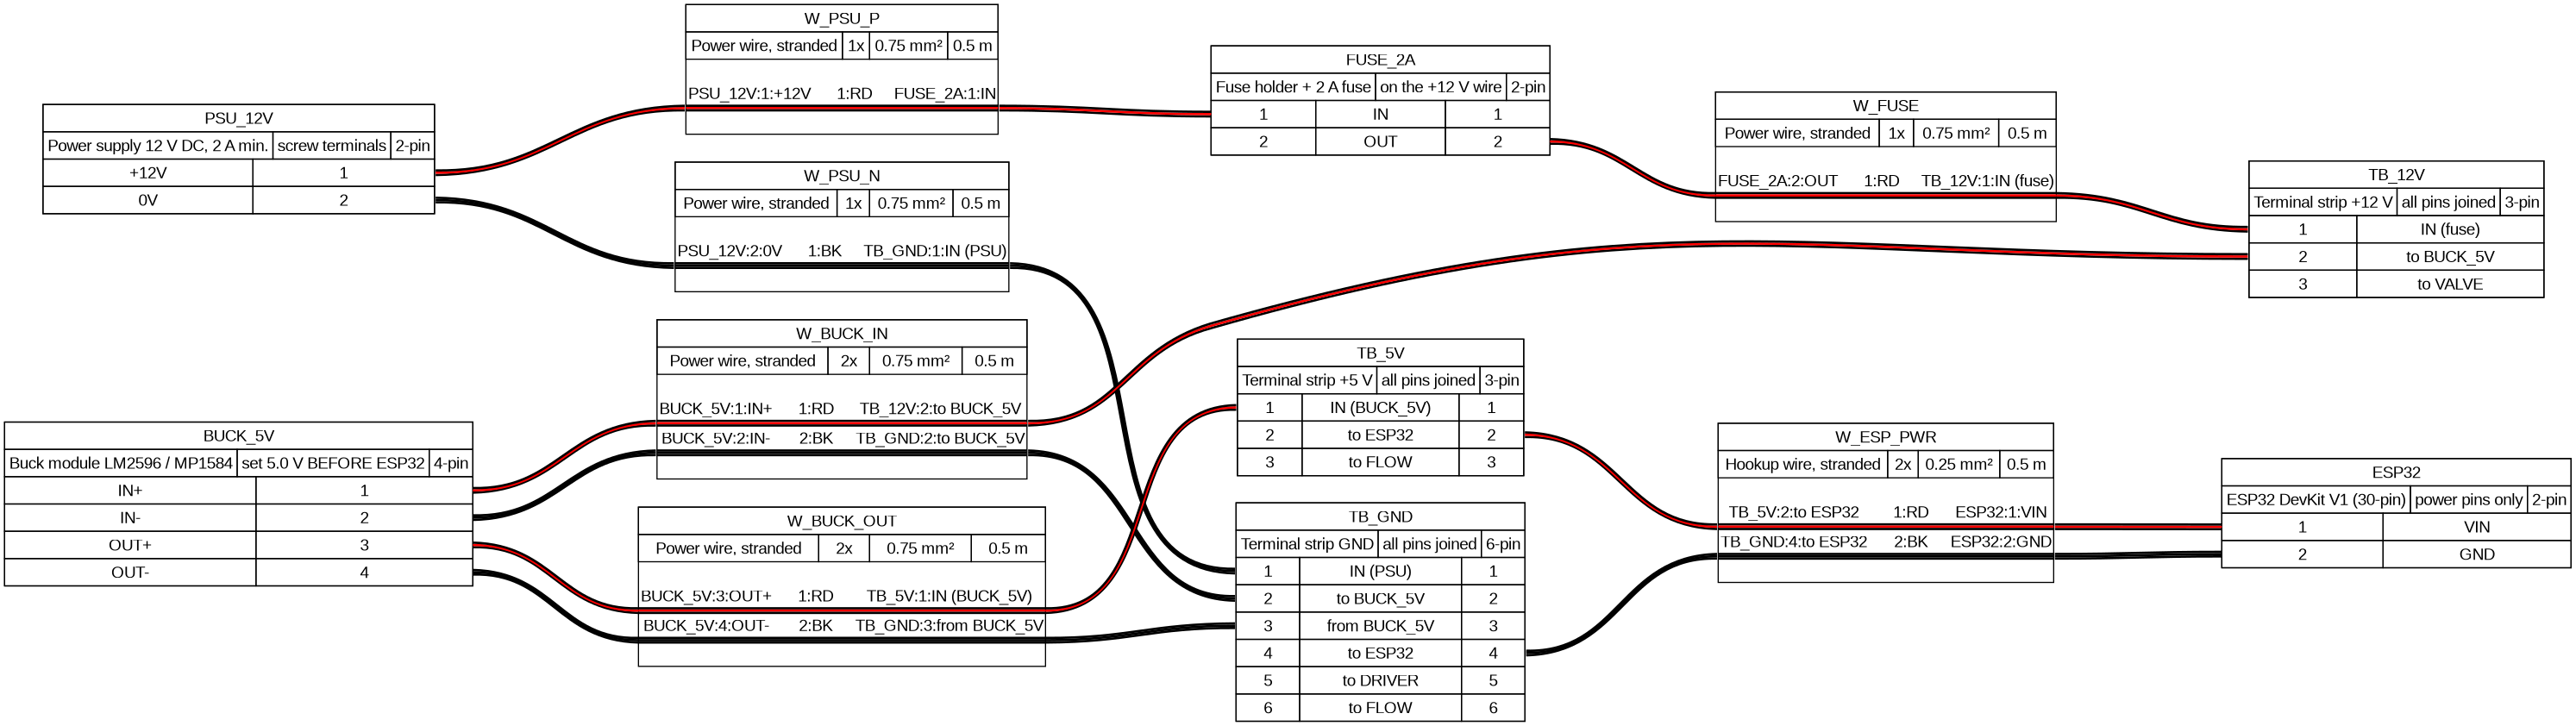 PSU_12V
Power supply 12 V DC, 2 A min. screw terminals 2-pin
+12V 1
0V 2
W_PSU_P
Power wire, stranded 1x 0.75 mm² 0.5 m
PSU_12V:1:+12V 1:RD FUSE_2A:1:IN
W_PSU_N
Power wire, stranded 1x 0.75 mm² 0.5 m
PSU_12V:2:0V 1:BK TB_GND:1:IN (PSU)
FUSE_2A
Fuse holder + 2 A fuse on the +12 V wire 2-pin
1 IN 1
2 OUT 2
W_FUSE
Power wire, stranded 1x 0.75 mm² 0.5 m
FUSE_2A:2:OUT 1:RD TB_12V:1:IN (fuse)
TB_12V
Terminal strip +12 V all pins joined 3-pin
1 IN (fuse)
2 to BUCK_5V
3 to VALVE
BUCK_5V
Buck module LM2596 / MP1584 set 5.0 V BEFORE ESP32 4-pin
IN+ 1
IN- 2
OUT+ 3
OUT- 4
W_BUCK_IN
Power wire, stranded 2x 0.75 mm² 0.5 m
BUCK_5V:1:IN+ 1:RD TB_12V:2:to BUCK_5V
BUCK_5V:2:IN- 2:BK TB_GND:2:to BUCK_5V
W_BUCK_OUT
Power wire, stranded 2x 0.75 mm² 0.5 m
BUCK_5V:3:OUT+ 1:RD TB_5V:1:IN (BUCK_5V)
BUCK_5V:4:OUT- 2:BK TB_GND:3:from BUCK_5V
TB_5V
Terminal strip +5 V all pins joined 3-pin
1 IN (BUCK_5V) 1
2 to ESP32 2
3 to FLOW 3
TB_GND
Terminal strip GND all pins joined 6-pin
1 IN (PSU) 1
2 to BUCK_5V 2
3 from BUCK_5V 3
4 to ESP32 4
5 to DRIVER 5
6 to FLOW 6
W_ESP_PWR
Hookup wire, stranded 2x 0.25 mm² 0.5 m
TB_5V:2:to ESP32 1:RD ESP32:1:VIN
TB_GND:4:to ESP32 2:BK ESP32:2:GND
ESP32
ESP32 DevKit V1 (30-pin) power pins only 2-pin
1 VIN
2 GND